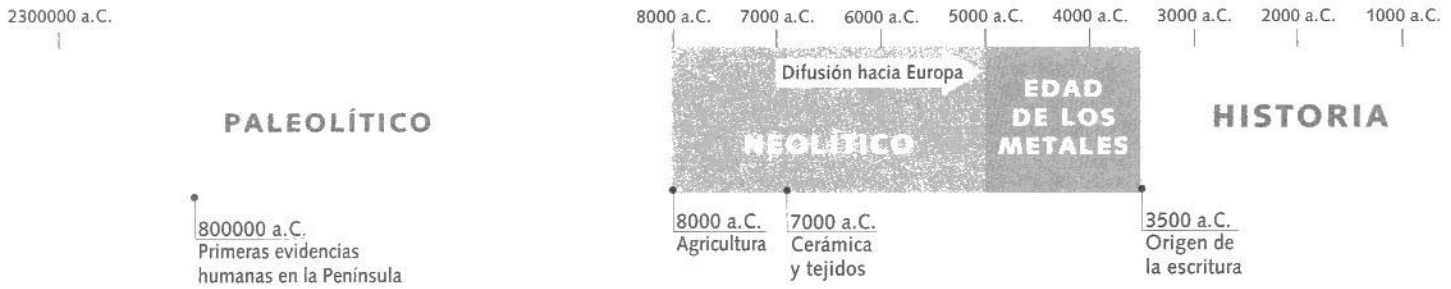 2300000 a.C.
8000 a.C. 7000 a.C. 6000 a.C. 5000 a.C. 4000 a.C. 3000 a.C. 2000 a.C. 1000 a.C.
Difusión hacia Europa
PALEOLÍTICO
NEOLÍTICO
EDAD
DE LOS
METALES
HISTORIA
800000 a.C.
Primeras evidencias
humanas en la Península
8000 a.C.
Agricultura
7000 a.C.
Cerámica
y tejidos
3500 a.C.
Origen de
la escritura